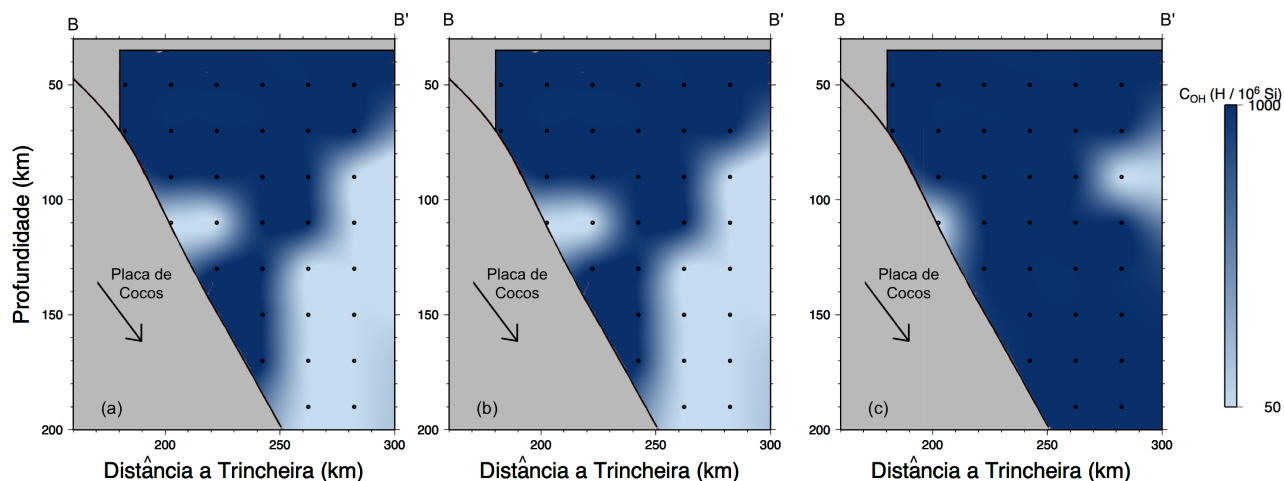 B
B'
B
B'
B
B'
Profundidade (km)
50
100
150
200
Placa de
Cocos
(a)
200
250
300
Distância a Trincheira (km)
Placa de
Cocos
(b)
200
250
300
Distância a Trincheira (km)
Placa de
Cocos
(c)
200
250
300
Distância a Trincheira (km)
50
100
150
200
50
100
150
200
C_OH (H / 10⁶ Si)
1000
50